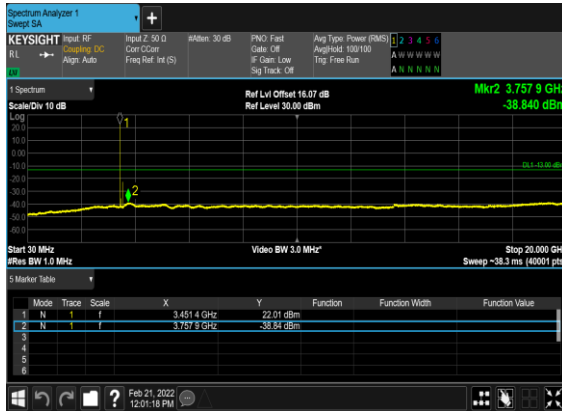 Spectrum Analyzer 1
Swept SA
+
KEYSIGHT Input: RF Input Z: 50 Ω #Atten: 30 dB PNO: Fast Avg Type: Power (RMS) 1 2 3 4 5 6
RL Coupling: DC Corr CCorr Gate: Off Avg|Hold: 100/100 A W W W W W
Align: Auto Freq Ref: Int (S) IF Gain: Low Trig: Free Run
Sig Track: Off A N N N N N
1 Spectrum
Scale/Div 10 dB
Ref Lvl Offset 16.07 dB
Ref Level 30.00 dBm
Mkr2 3.757 9 GHz
-38.840 dBm
Log
20.0
10.0
0.00
-10.0
-20.0
-30.0
-40.0
-50.0
-60.0
1
2
DL1 -13.00 dBm
Start 30 MHz Video BW 3.0 MHz* Stop 20.000 GHz
#Res BW 1.0 MHz Sweep ~38.3 ms (40001 pts)
5 Marker Table
Mode Trace Scale X Y Function Function Width Function Value
1 N 1 f 3.451 4 GHz 22.01 dBm
2 N 1 f 3.757 9 GHz -38.84 dBm
3
4
5
6
? Feb 21, 2022
12:01:18 PM